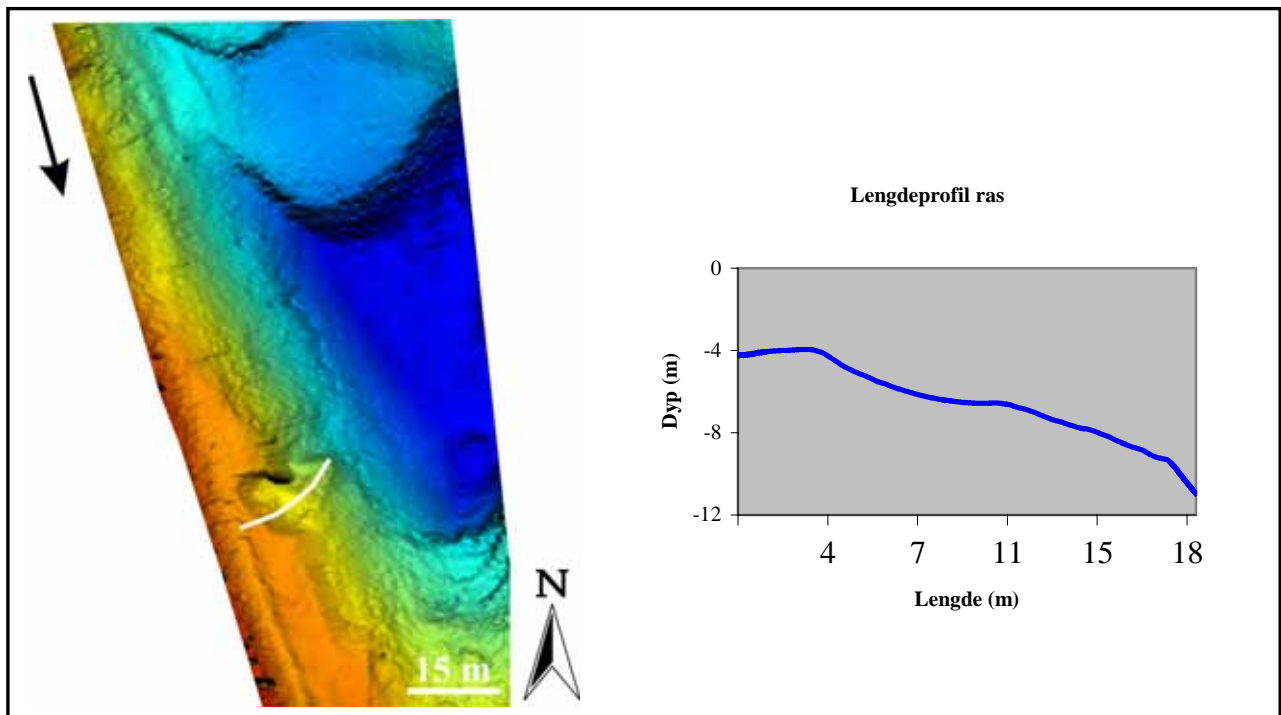 N
15 m
Lengdeprofil ras
Dyp (m)
0
-4
-8
-12
4 7 11 15 18
Lengde (m)